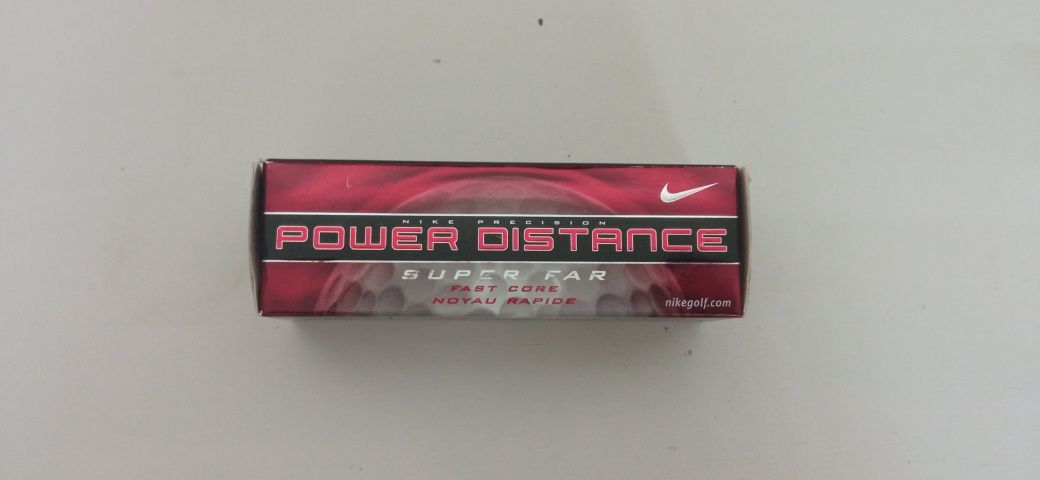 NIKE PRECISION
POWER DISTANCE
SUPER FAR
FAST CORE
NOYAU RAPIDE
nikegolf.com